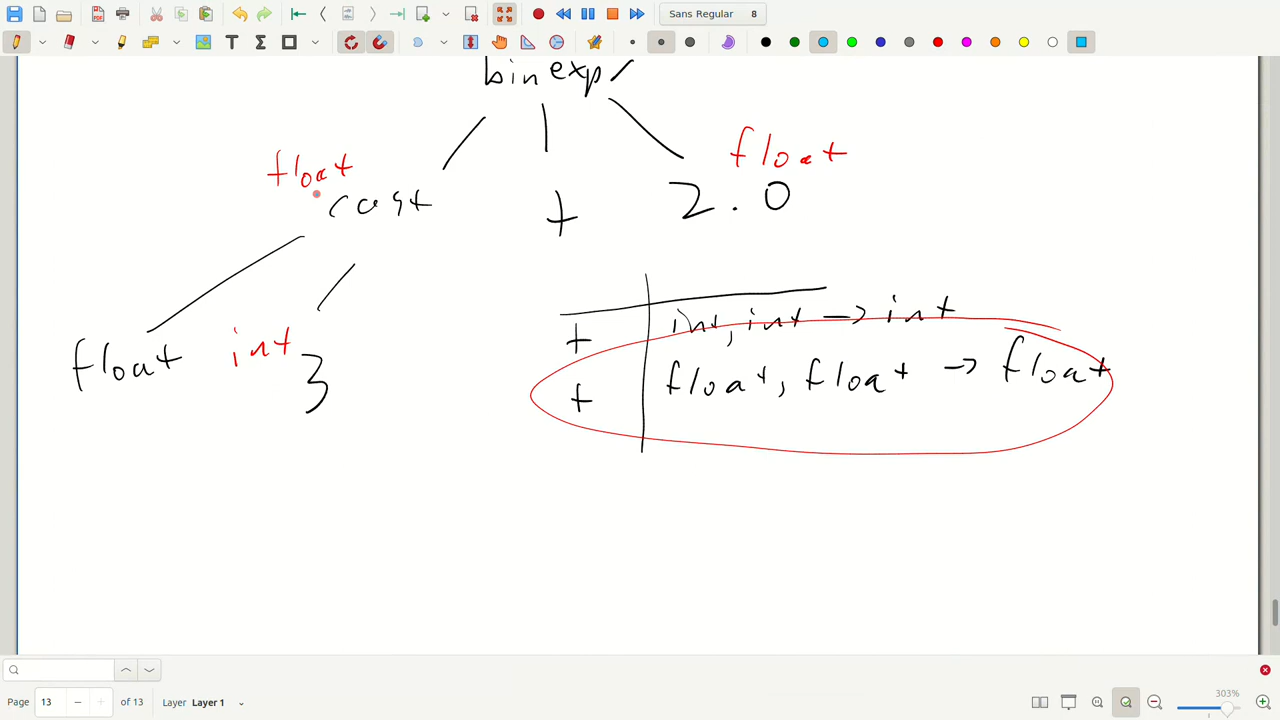 Sans Regular 8
binexpr
float
float
cast + 2.0
+ int, int → int
float int 3
+ float, float → float
Page 13 of 13 Layer Layer 1 303%